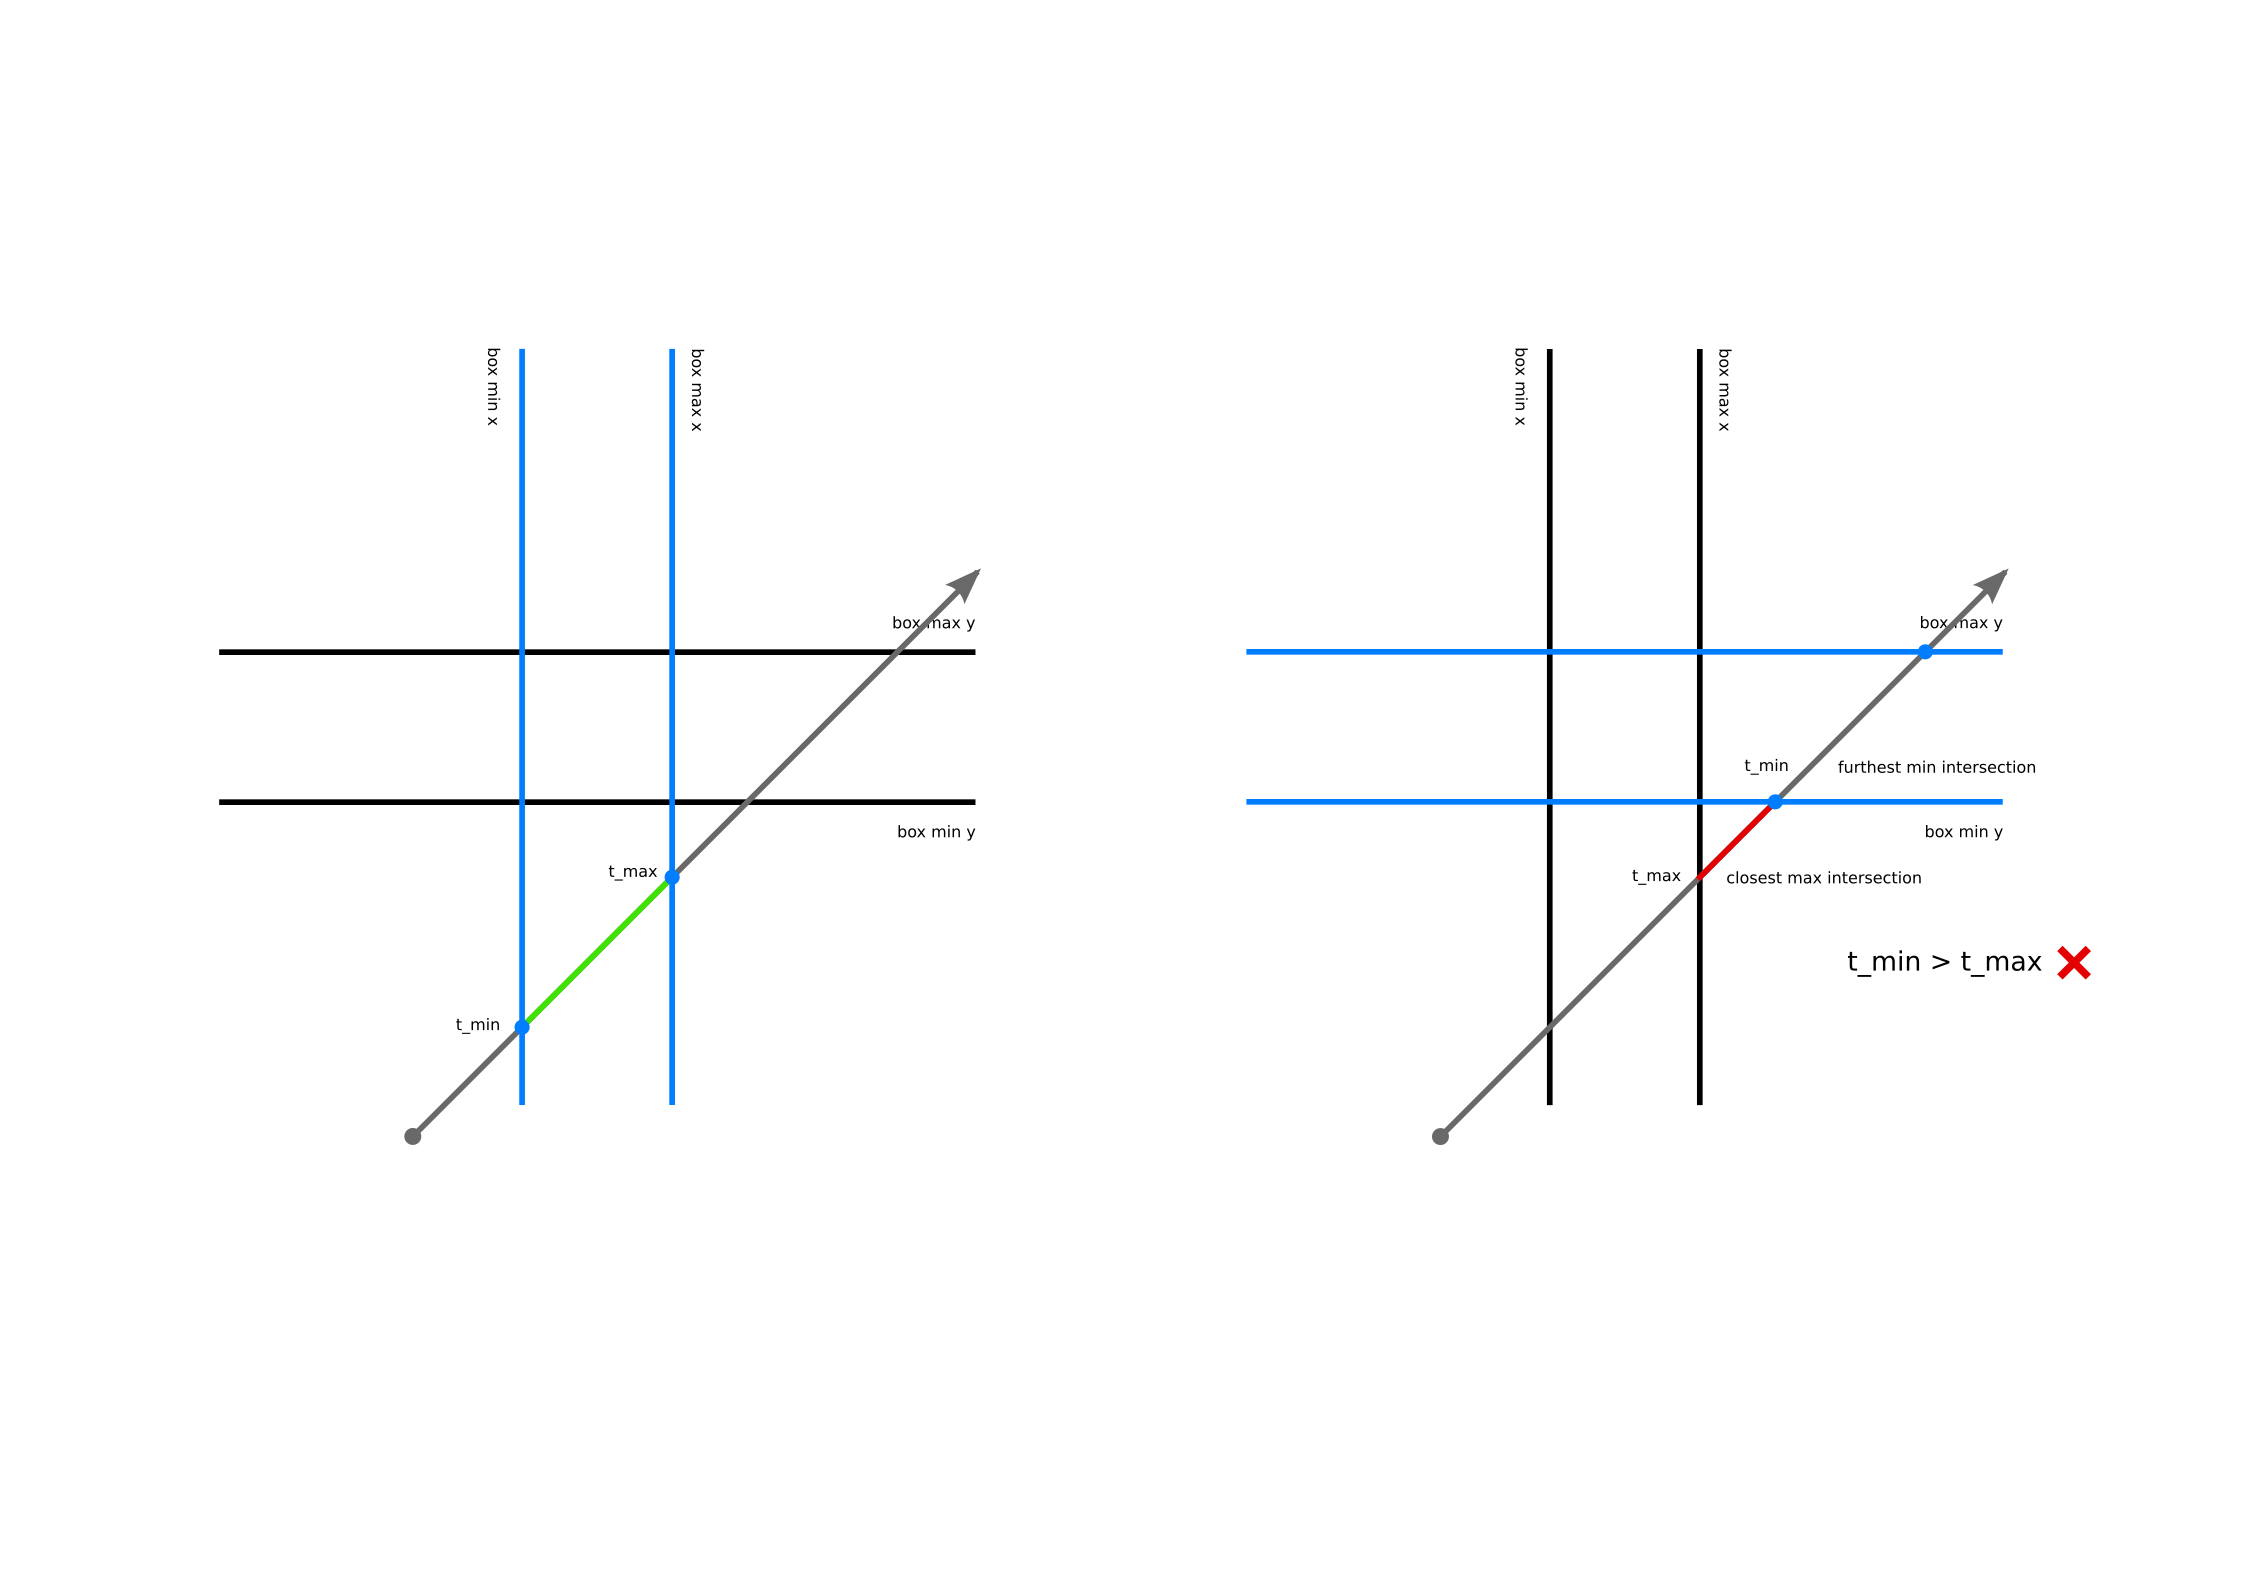 box min x
box max x
box max y
box min y
t_max
t_min
box min x
box max x
box max y
t_min
furthest min intersection
box min y
t_max
closest max intersection
t_min > t_max